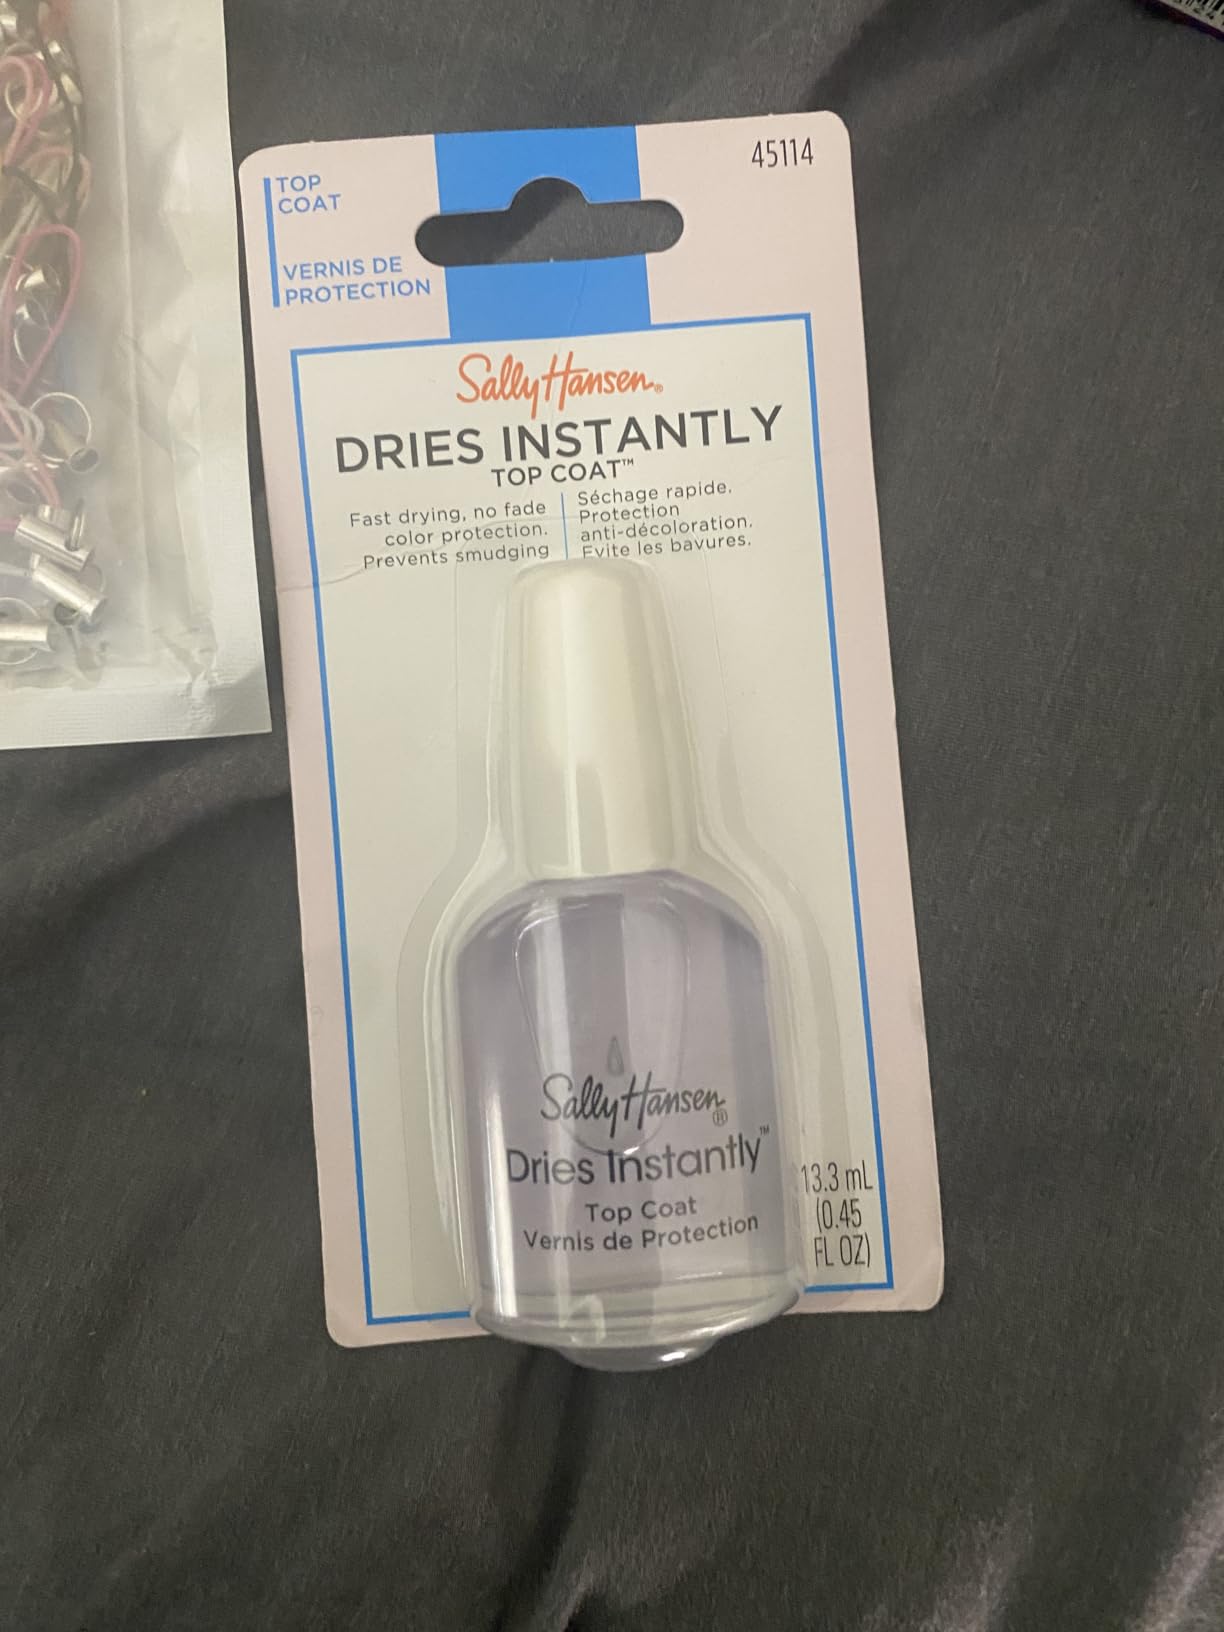 45114
TOP
COAT
VERNIS DE
PROTECTION
Sally Hansen®
DRIES INSTANTLY
TOP COAT™
Fast drying, no fade
color protection.
Prevents smudging
Séchage rapide.
Protection
anti-décoloration.
Evite les bavures.
Sally Hansen®
Dries Instantly™
Top Coat
Vernis de Protection
13.3 mL
(0.45
FL OZ)